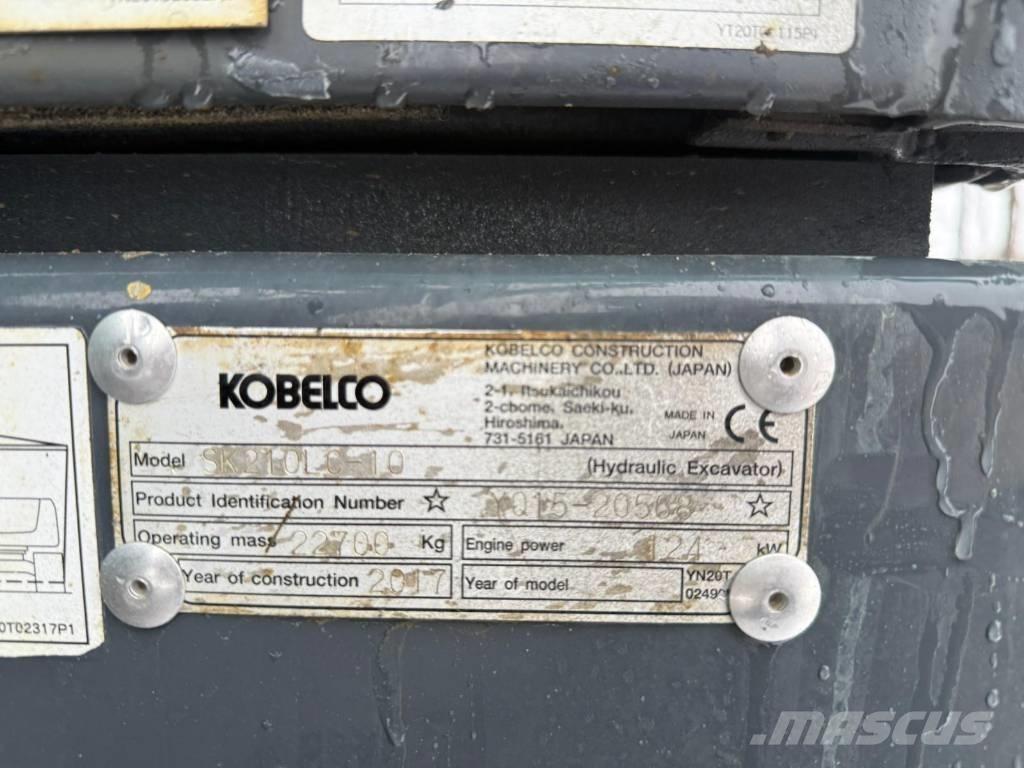 KOBELCO
KOBELCO CONSTRUCTION
MACHINERY CO.,LTD. (JAPAN)
2-1, Itsukaichikou
2-chome, Saeki-ku,
Hiroshima,
731-5161 JAPAN
MADE IN
JAPAN
CE
Model SK210LC-10 (Hydraulic Excavator)
Product Identification Number ☆ YQ15-20568 ☆
Operating mass 22700 Kg
Engine power 124 kW
Year of construction 2017
Year of model
YN20T
0T02317P1
MASCUS